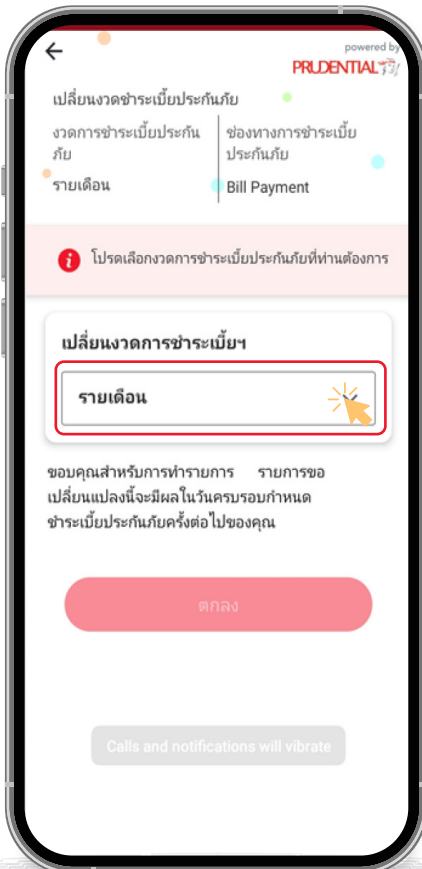 powered by
PRUDENTIAL
เปลี่ยนงวดชำระเบี้ยประกันภัย
งวดการชำระเบี้ยประกัน
ภัย
ช่องทางการชำระเบี้ย
ประกันภัย
รายเดือน
Bill Payment
โปรดเลือกงวดการชำระเบี้ยประกันภัยที่ท่านต้องการ
เปลี่ยนงวดการชำระเบี้ยฯ
รายเดือน
ขอบคุณสำหรับการทำรายการ รายการขอ
เปลี่ยนแปลงนี้จะมีผลในวันครบรอบกำหนด
ชำระเบี้ยประกันภัยครั้งต่อไปของคุณ
ตกลง
Calls and notifications will vibrate